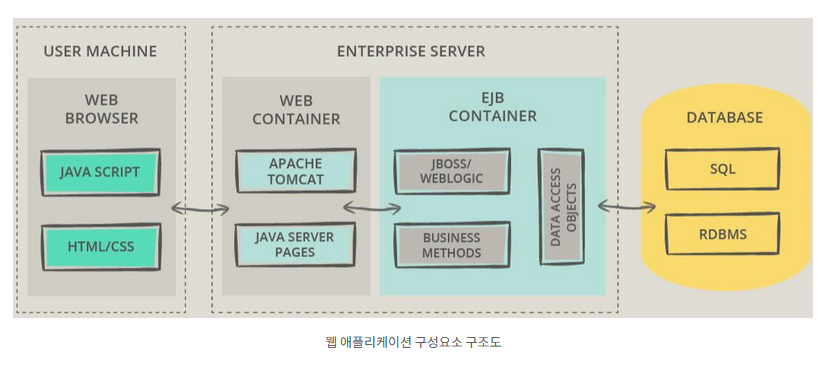 USER MACHINE
ENTERPRISE SERVER
WEB
BROWSER
JAVA SCRIPT
HTML/CSS
WEB
CONTAINER
APACHE
TOMCAT
JAVA SERVER
PAGES
EJB
CONTAINER
JBOSS/
WEBLOGIC
BUSINESS
METHODS
DATA ACCESS
OBJECTS
DATABASE
SQL
RDBMS
웹 애플리케이션 구성요소 구조도